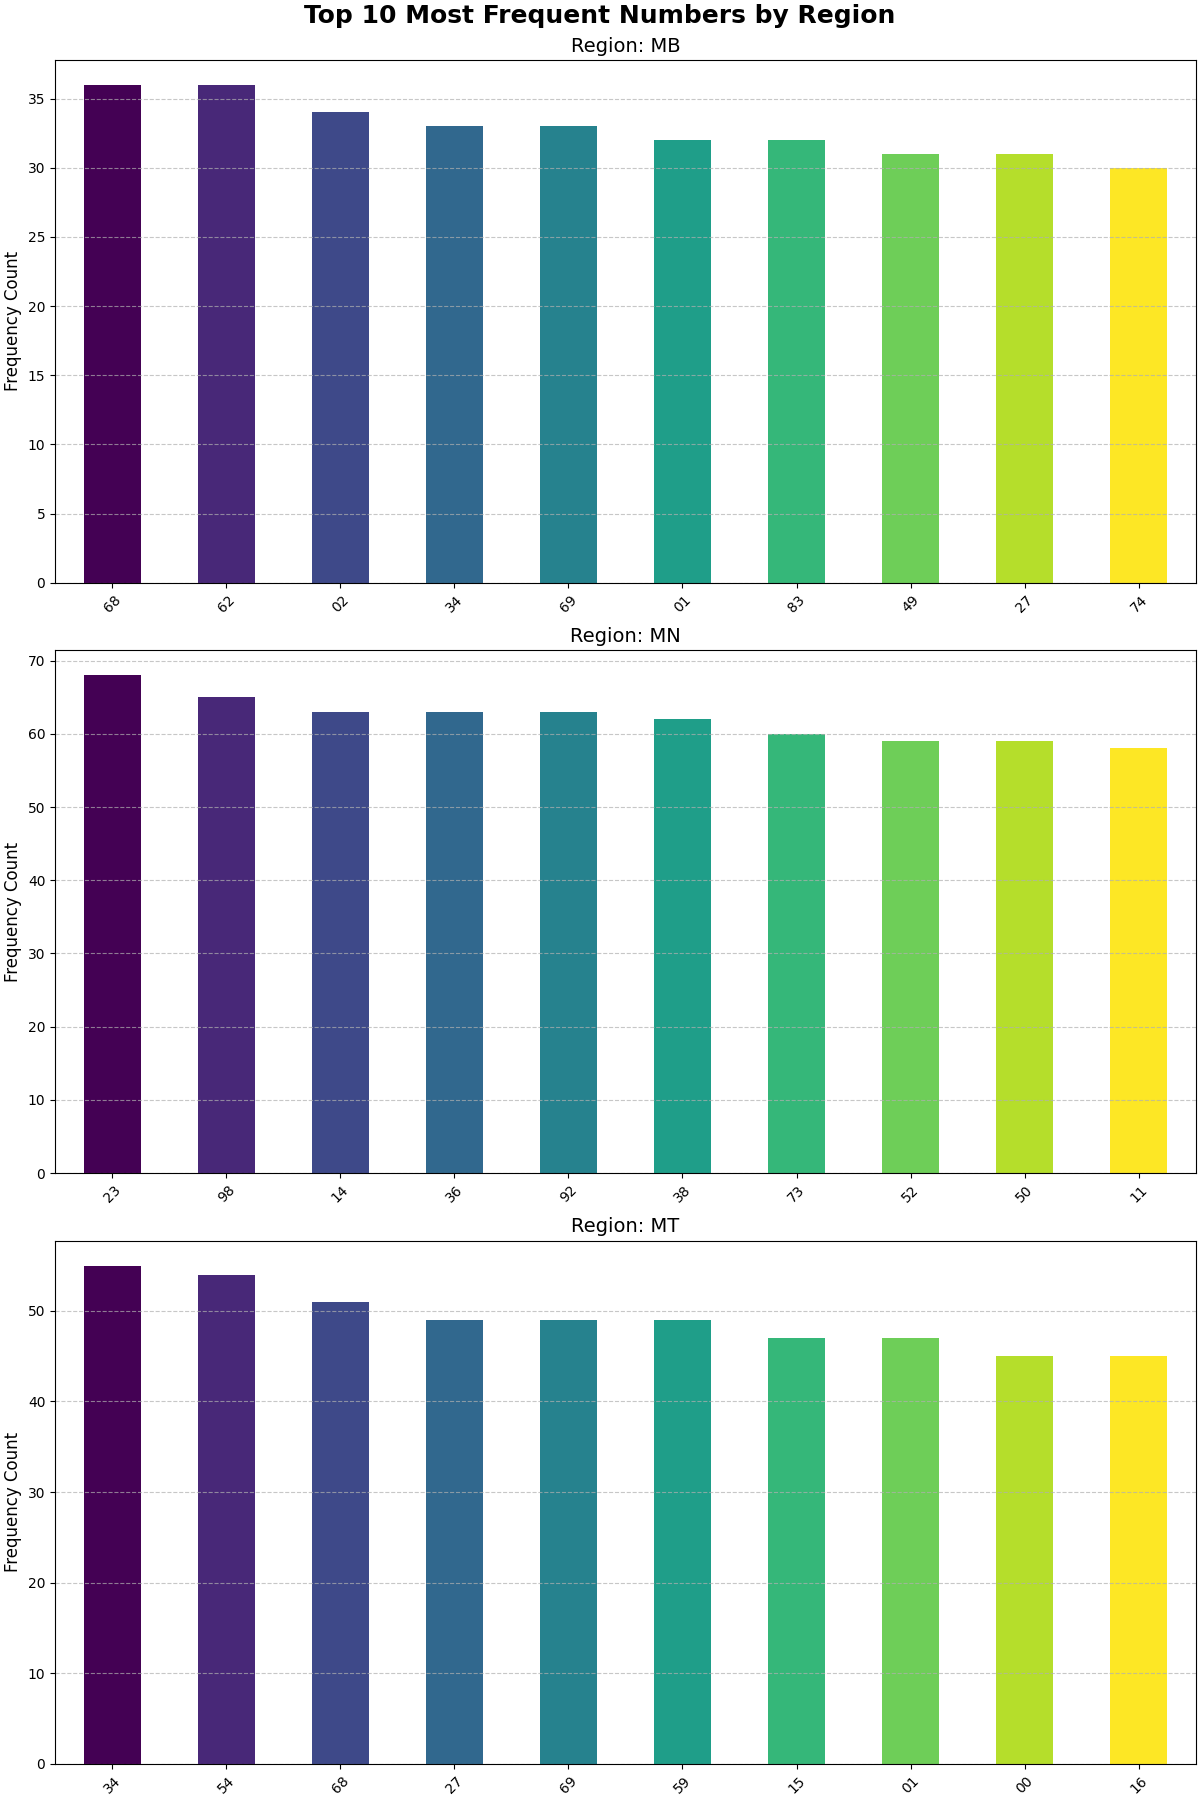 Top 10 Most Frequent Numbers by Region
Region: MB
Frequency Count
35
30
25
20
15
10
5
0
68 62 02 34 69 01 83 49 27 74
Region: MN
Frequency Count
70
60
50
40
30
20
10
0
23 98 14 36 92 38 73 52 50 11
Region: MT
Frequency Count
50
40
30
20
10
0
34 54 68 27 69 59 15 01 00 16